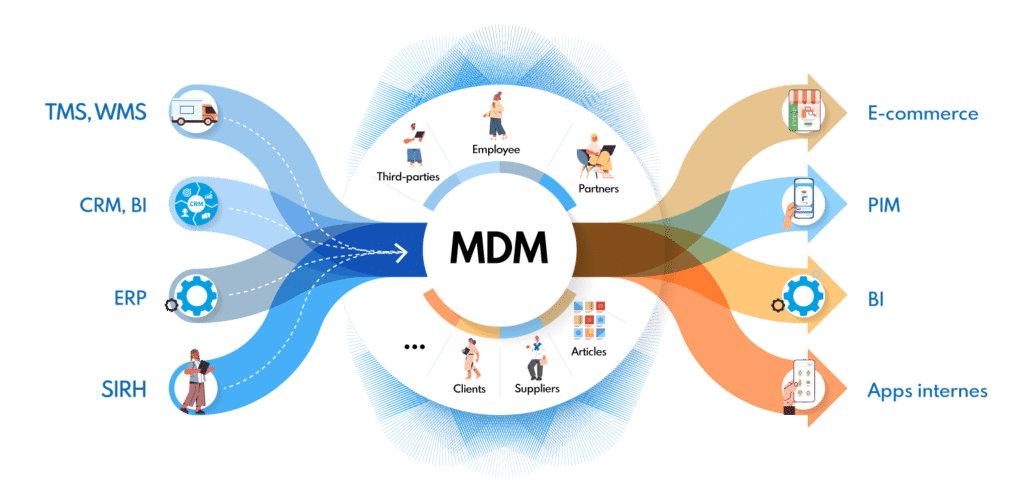 TMS, WMS
CRM, BI
CRM
ERP
SIRH
Third-parties
Employee
Partners
MDM
...
Clients
Suppliers
Articles
E-commerce
PIM
BI
Apps internes